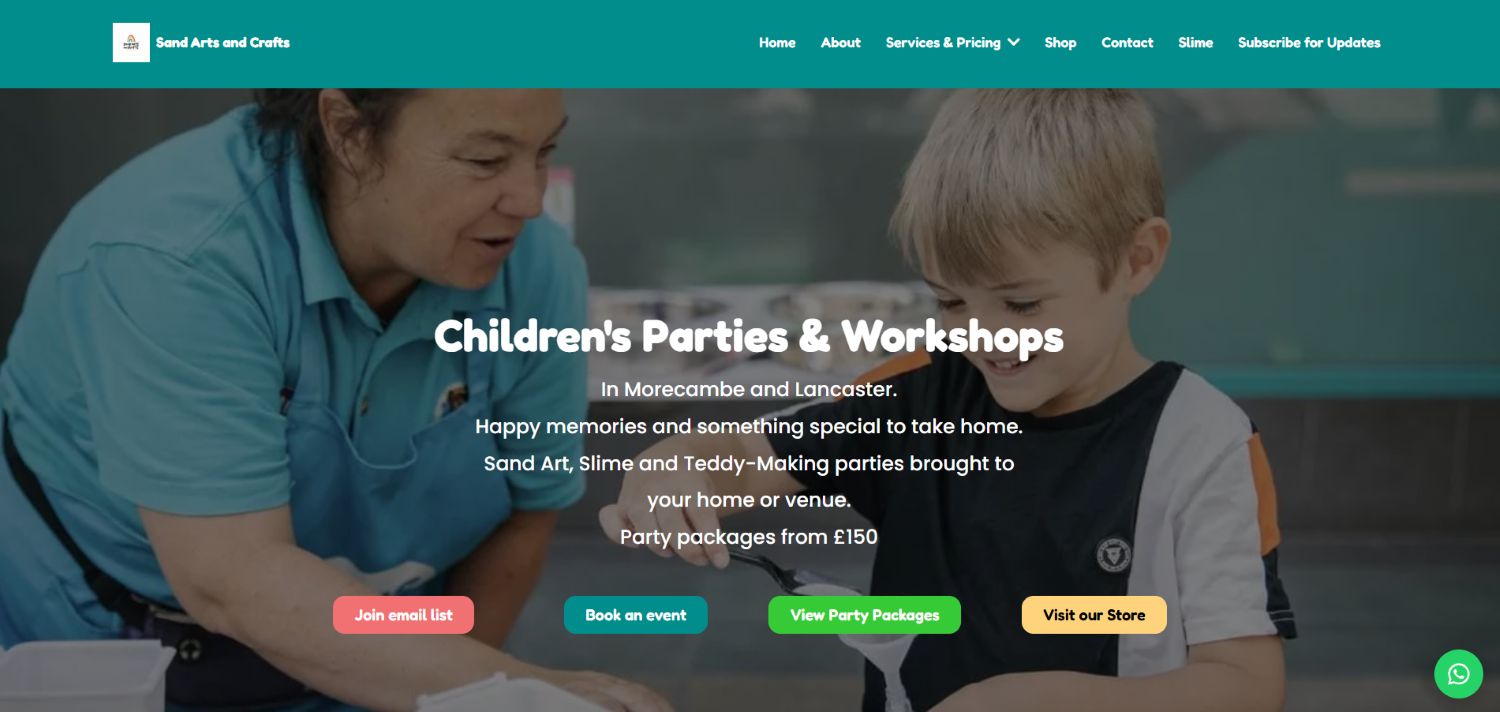 Sand Arts and Crafts
Home About Services & Pricing Shop Contact Slime Subscribe for Updates
Children's Parties & Workshops
In Morecambe and Lancaster.
Happy memories and something special to take home.
Sand Art, Slime and Teddy-Making parties brought to
your home or venue.
Party packages from £150
Join email list Book an event View Party Packages Visit our Store